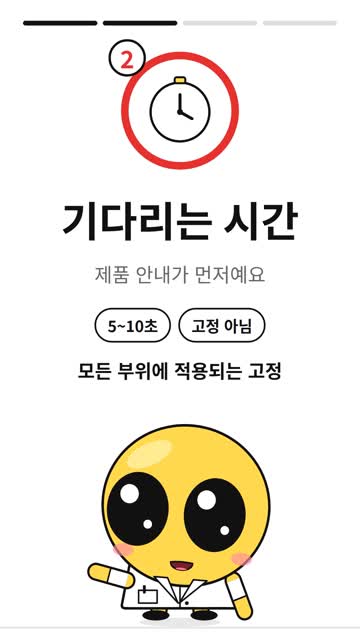 2
기다리는 시간
제품 안내가 먼저예요
5~10초 고정 아님
모든 부위에 적용되는 고정